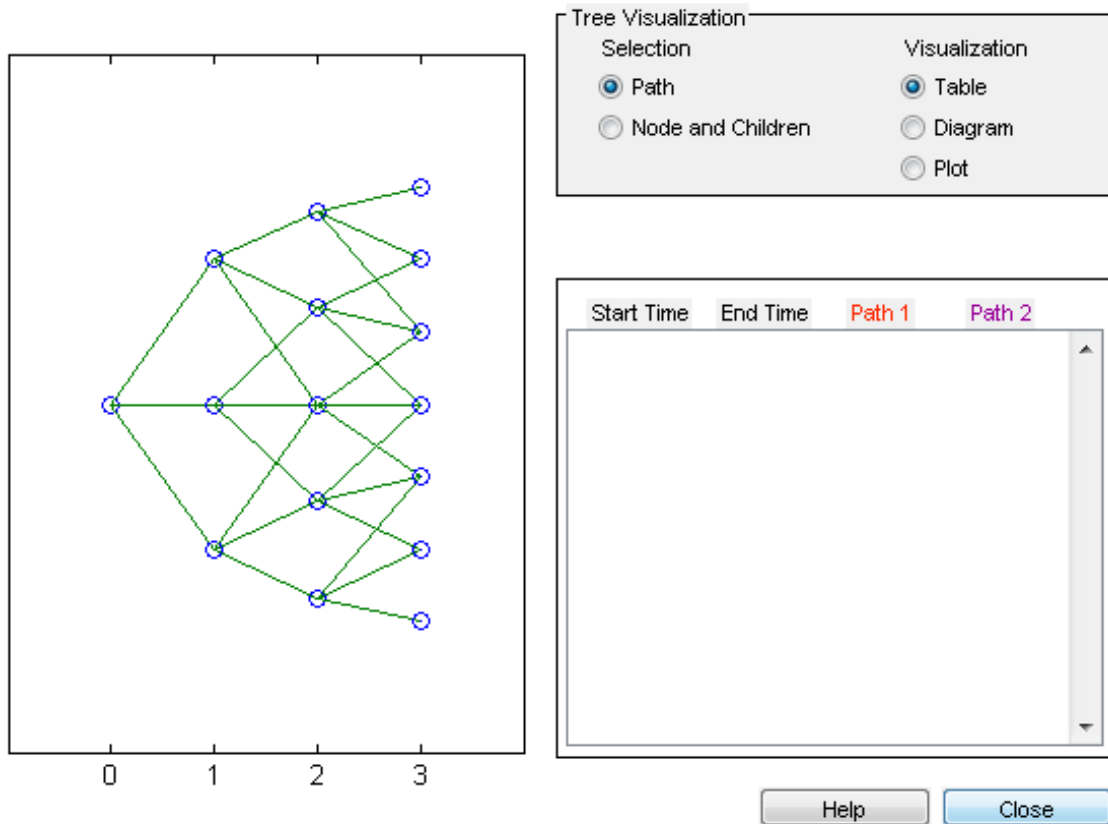 Tree Visualization
Selection Visualization
Path Table
Node and Children Diagram
Plot
Start Time End Time Path 1 Path 2
0 1 2 3
Help Close